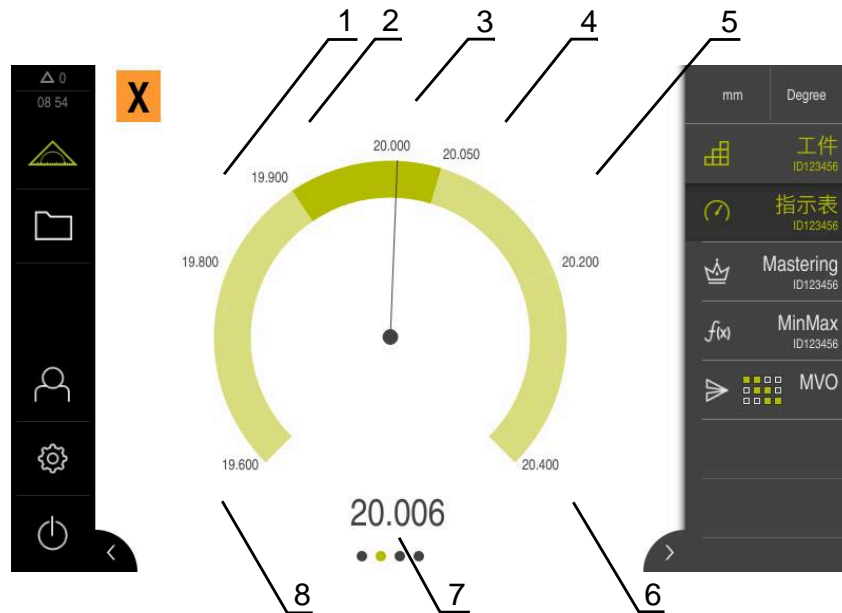 1 2 3 4 5
0
08 54
X
mm Degree
工件
ID123456
指示表
ID123456
Mastering
ID123456
f(x)
MinMax
ID123456
MVO
20.000
20.050
19.900
19.800
20.200
19.600
20.400
20.006
8 7 6